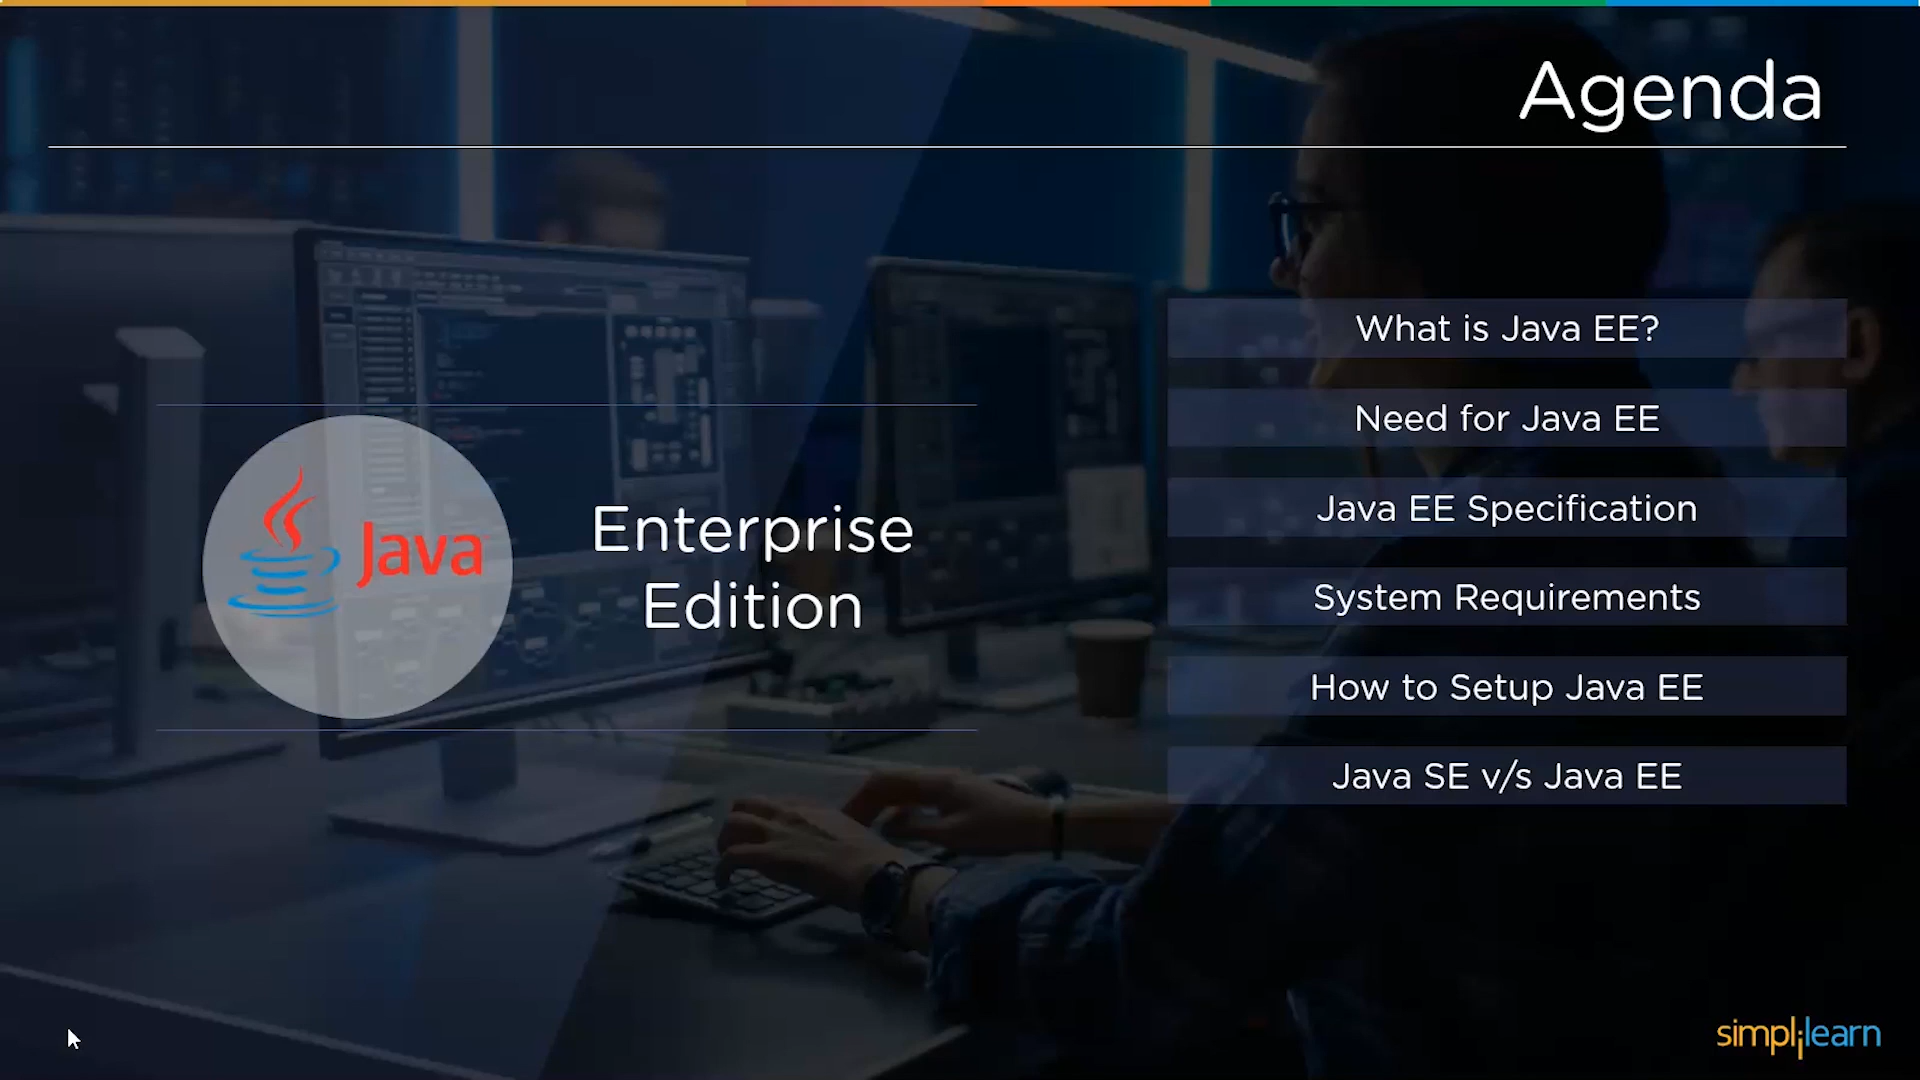 Agenda
Java
Enterprise
Edition
What is Java EE?
Need for Java EE
Java EE Specification
System Requirements
How to Setup Java EE
Java SE v/s Java EE
simplilearn